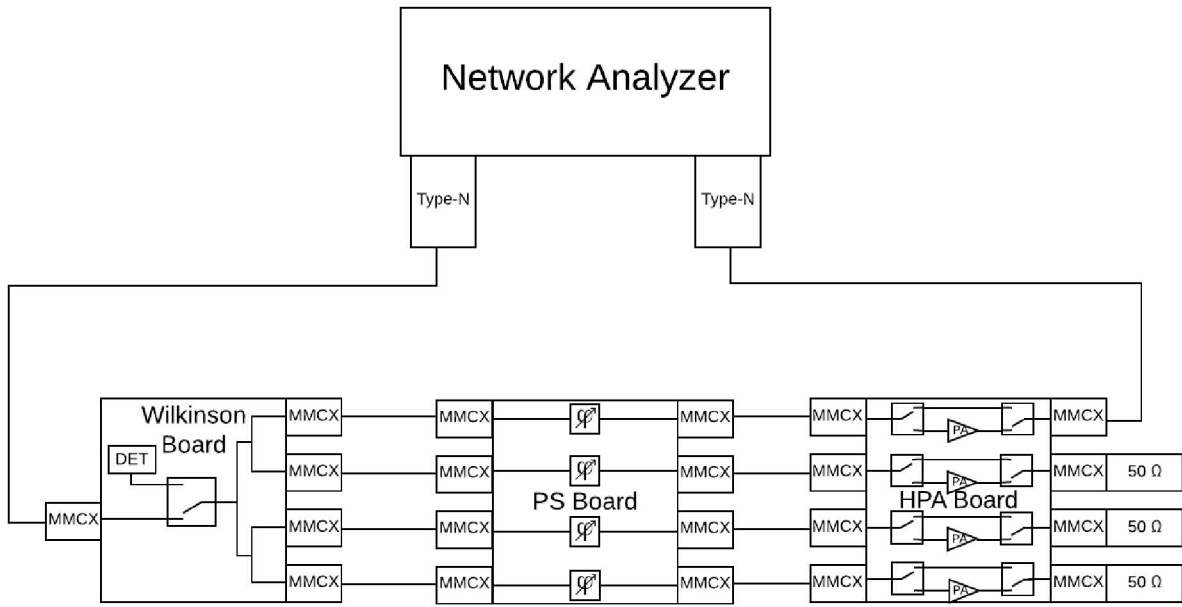 Network Analyzer
Type-N
Type-N
Wilkinson
Board
DET
MMCX
MMCX
MMCX
MMCX
MMCX
MMCX
MMCX
MMCX
MMCX
φ
φ
φ
φ
PS Board
MMCX
MMCX
MMCX
MMCX
MMCX
MMCX
MMCX
MMCX
PA
PA
PA
PA
HPA Board
MMCX
MMCX
MMCX
MMCX
50 Ω
50 Ω
50 Ω